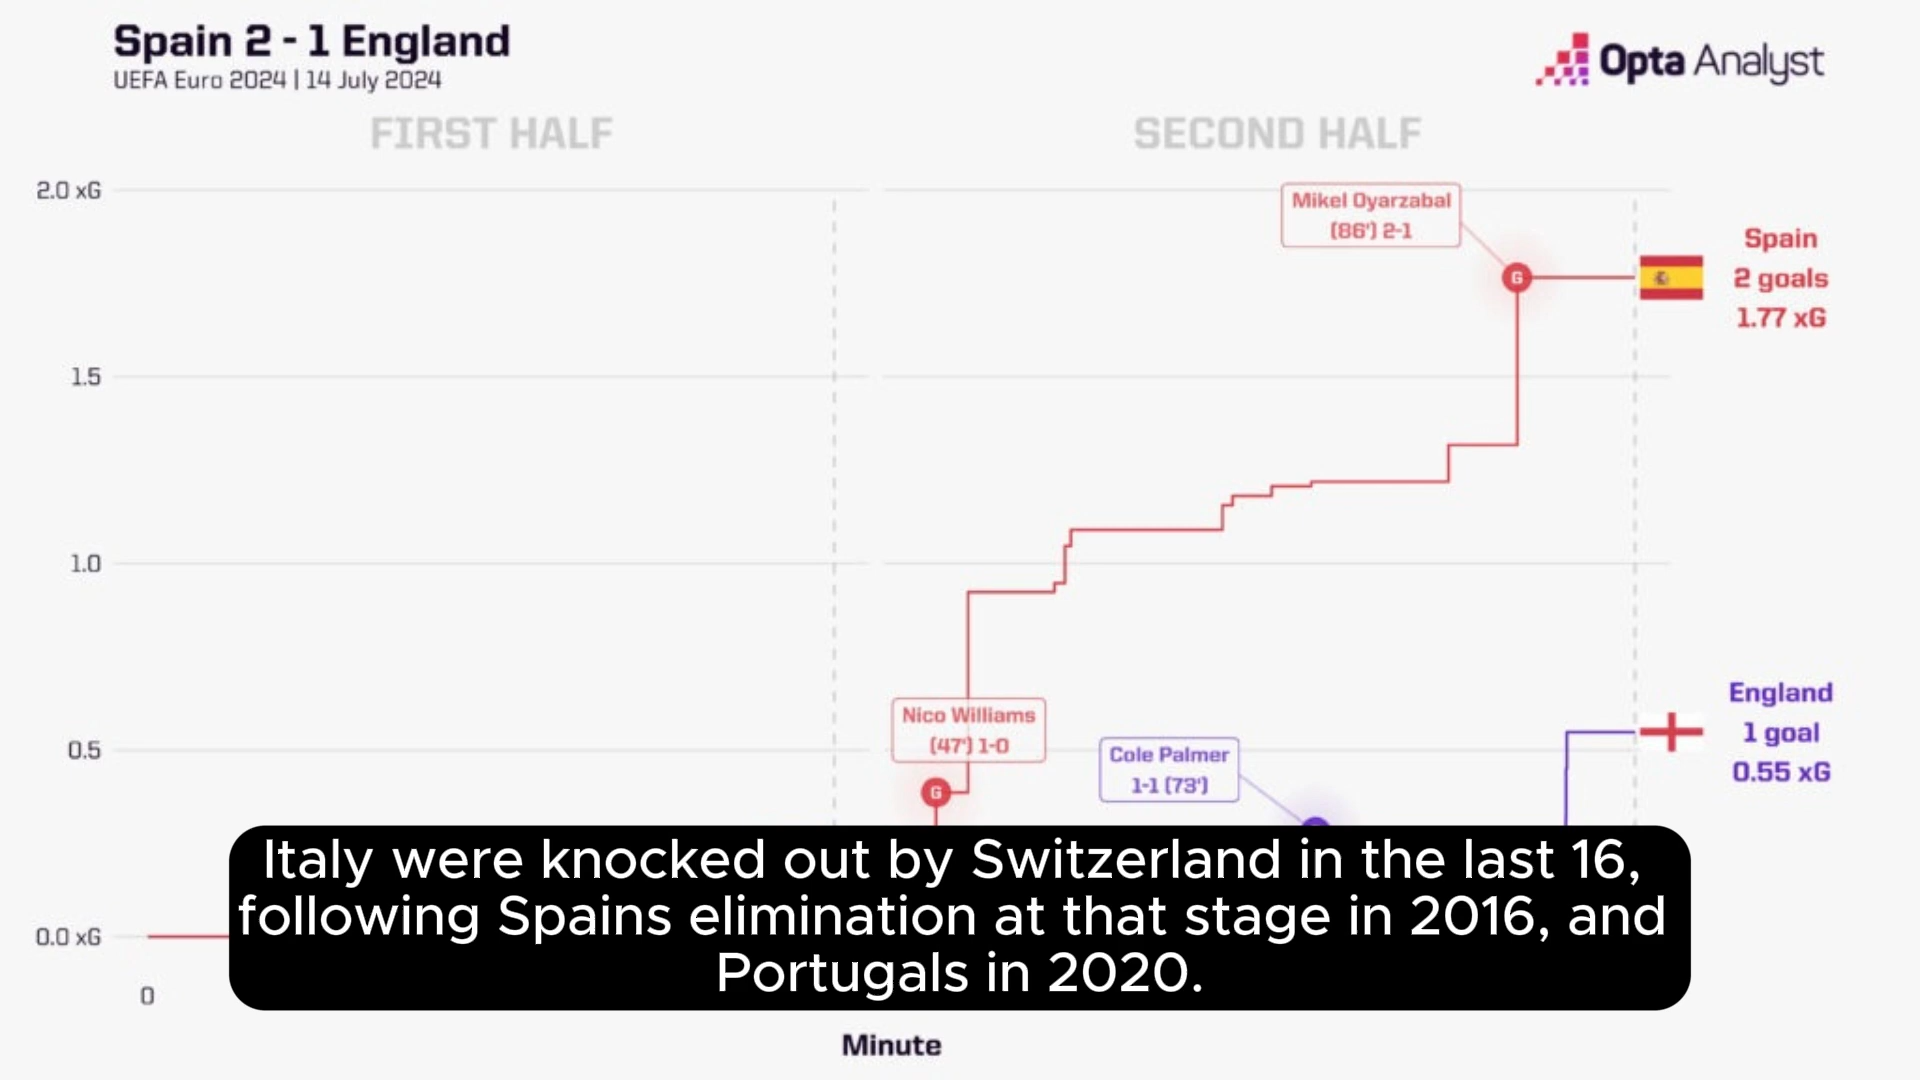 Spain 2 - 1 England
UEFA Euro 2024 | 14 July 2024
Opta Analyst
FIRST HALF
SECOND HALF
2.0 xG
Mikel Oyarzabal
(86') 2-1
Spain
2 goals
1.77 xG
G
1.5
1.0
Nico Williams
(47') 1-0
England
1 goal
0.55 xG
0.5
Cole Palmer
1-1 (73')
G
Italy were knocked out by Switzerland in the last 16,
following Spains elimination at that stage in 2016, and
Portugals in 2020.
0.0 xG
0
Minute